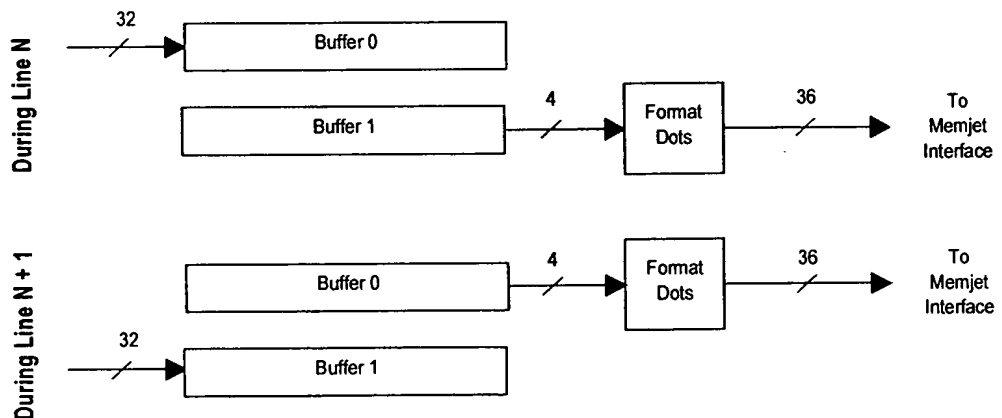 During Line N
32
Buffer 0
Buffer 1
4
Format
Dots
36
To
Memjet
Interface
During Line N + 1
Buffer 0
4
Format
Dots
36
To
Memjet
Interface
32
Buffer 1